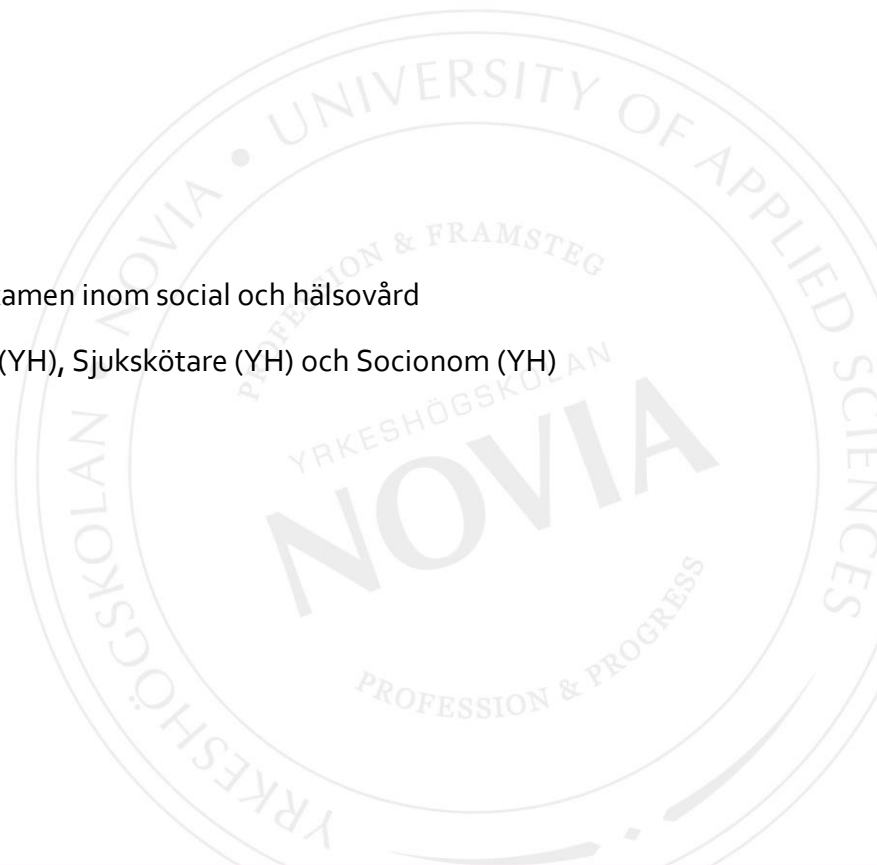 UNIVERSITY OF APPLIED SCIENCES
YRKESHÖGSKOLAN • NOVIA •
PROFESSION & FRAMSTEG
amen inom social och hälsovård
(YH), Sjukskötare (YH) och Socionom (YH)
YRKESHÖGSKOLAN
NOVIA
PROFESSION & PROGRESS